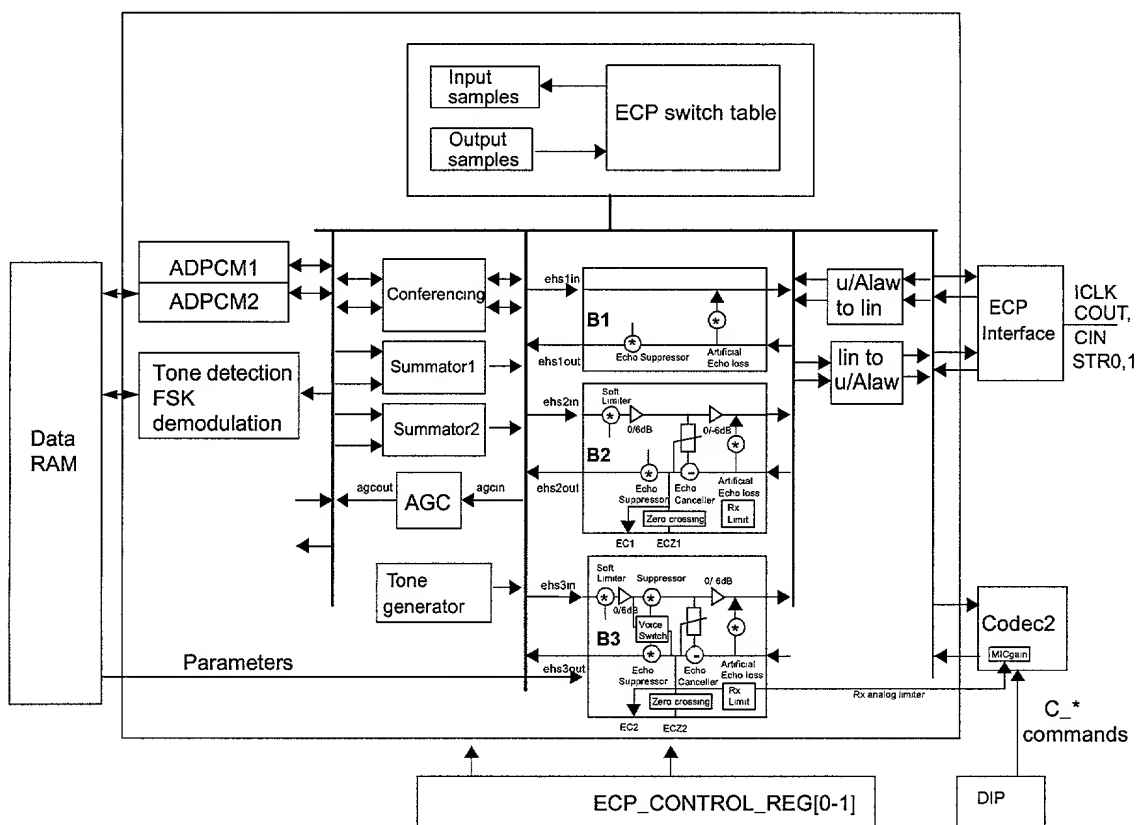 Input
samples
Output
samples
ECP switch table
ADPCM1
ADPCM2
Tone detection
FSK
demodulation
Data
RAM
Conferencing
Summator1
Summator2
agcout
AGC
agcin
Tone
generator
Parameters
ehs1in
B1
ehs1out
Echo Suppressor
Artificial
Echo loss
ehs2in
Soft
Limiter
0/6dB
0/-6dB
B2
ehs2out
Echo
Suppressor
Echo
Canceller
Artificial
Echo loss
Zero crossing
Rx
Limit
EC1
ECZ1
ehs3in
Soft
Limiter
Suppressor
0/6dB
0/ 6dB
Voice
Switch
B3
ehs3out
Echo
Suppressor
Echo
Canceller
Artificial
Echo loss
Zero crossing
Rx
Limit
EC2
ECZ2
u/Alaw
to lin
lin to
u/Alaw
ECP
Interface
ICLK
COUT,
CIN
STR0,1
Codec2
MICgain
Rx analog limiter
C_*
commands
ECP_CONTROL_REG[0-1]
DIP